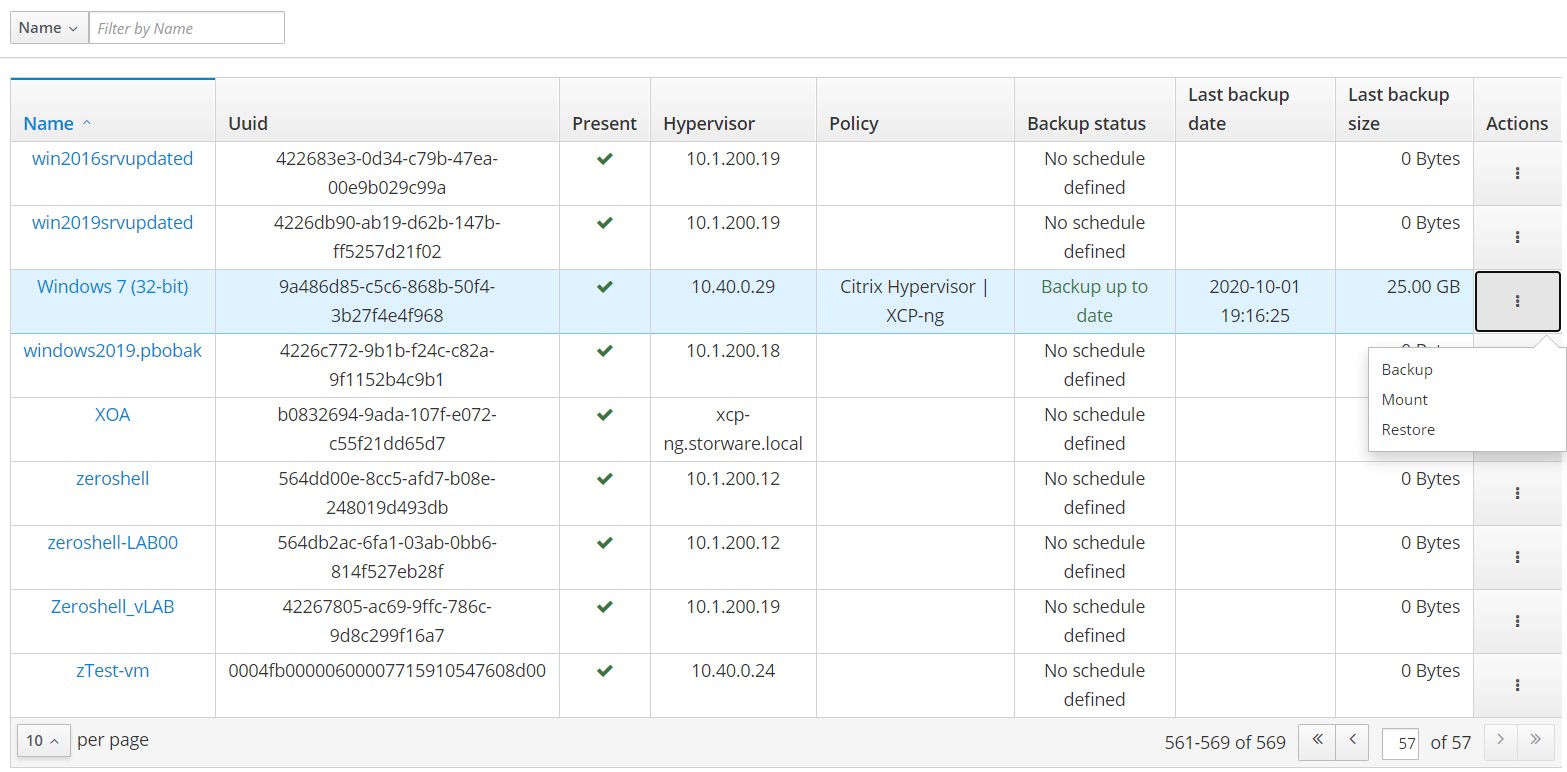 Name Filter by Name
Last backup Last backup
Name Uuid Present Hypervisor Policy Backup status date size Actions
win2016srvupdated 422683e3-0d34-c79b-47ea- 10.1.200.19 No schedule 0 Bytes
00e9b029c99a defined
win2019srvupdated 4226db90-ab19-d62b-147b- 10.1.200.19 No schedule 0 Bytes
ff5257d21f02 defined
Windows 7 (32-bit) 9a486d85-c5c6-868b-50f4- 10.40.0.29 Citrix Hypervisor | Backup up to 2020-10-01 25.00 GB
3b27f4e4f968 XCP-ng date 19:16:25
windows2019.pbobak 4226c772-9b1b-f24c-c82a- 10.1.200.18 No schedule
9f1152b4c9b1 defined
Backup
Mount
Restore
XOA b0832694-9ada-107f-e072- xcp- No schedule
c55f21dd65d7 ng.storware.local defined
zeroshell 564dd00e-8cc5-afd7-b08e- 10.1.200.12 No schedule 0 Bytes
248019d493db defined
zeroshell-LAB00 564db2ac-6fa1-03ab-0bb6- 10.1.200.12 No schedule 0 Bytes
814f527eb28f defined
Zeroshell_vLAB 42267805-ac69-9ffc-786c- 10.1.200.19 No schedule 0 Bytes
9d8c299f16a7 defined
zTest-vm 0004fb00000600007715910547608d00 10.40.0.24 No schedule 0 Bytes
defined
10 per page 561-569 of 569 57 of 57